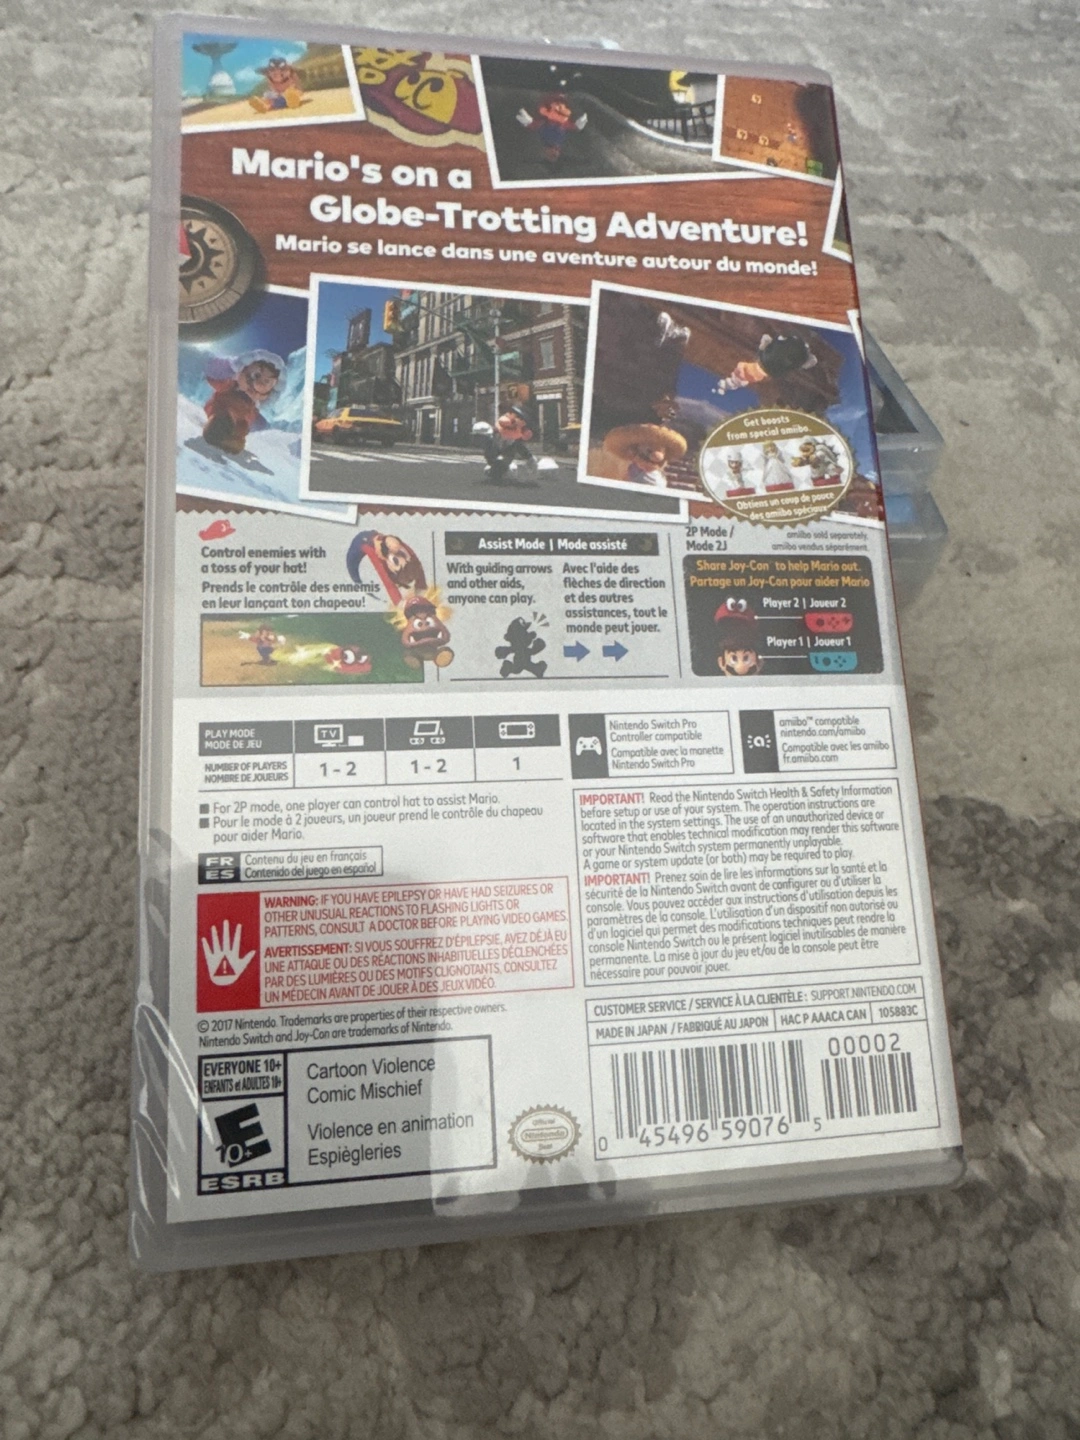 Mario's on a
Globe-Trotting Adventure!
Mario se lance dans une aventure autour du monde!
Get boosts
from special amiibo.
Obtiens un coup de pouce
des amiibo spéciaux.
Control enemies with
a toss of your hat!
Prends le contrôle des ennemis
en leur lançant ton chapeau!
Assist Mode | Mode assisté
With guiding arrows
and other aids,
anyone can play.
Avec l'aide des
flèches de direction
et des autres
assistances, tout le
monde peut jouer.
2P Mode /
Mode 2J
amiibo sold separately.
amiibo vendus séparément.
Share Joy-Con™ to help Mario out.
Partage un Joy-Con pour aider Mario
Player 2 | Joueur 2
Player 1 | Joueur 1
PLAY MODE
MODE DE JEU
TV
NUMBER OF PLAYERS
NOMBRE DE JOUEURS
1 - 2
1 - 2
1
Nintendo Switch Pro
Controller compatible
Compatible avec la manette
Nintendo Switch Pro
amiibo™ compatible
nintendo.com/amiibo
Compatible avec les amiibo
fr.amiibo.com
■ For 2P mode, one player can control hat to assist Mario.
■ Pour le mode à 2 joueurs, un joueur prend le contrôle du chapeau
pour aider Mario.
FR Contenu du jeu en français
ES Contenido del juego en español
WARNING: IF YOU HAVE EPILEPSY OR HAVE HAD SEIZURES OR
OTHER UNUSUAL REACTIONS TO FLASHING LIGHTS OR
PATTERNS, CONSULT A DOCTOR BEFORE PLAYING VIDEO GAMES.
AVERTISSEMENT: SI VOUS SOUFFREZ D'ÉPILEPSIE, AVEZ DÉJÀ EU
UNE ATTAQUE OU DES RÉACTIONS INHABITUELLES DÉCLENCHÉES
PAR DES LUMIÈRES OU DES MOTIFS CLIGNOTANTS, CONSULTEZ
UN MÉDECIN AVANT DE JOUER À DES JEUX VIDÉO.
IMPORTANT! Read the Nintendo Switch Health & Safety Information
before setup or use of your system. The operation instructions are
located in the system settings. The use of an unauthorized device or
software that enables technical modification may render this software
or your Nintendo Switch system permanently unplayable.
A game or system update (or both) may be required to play.
IMPORTANT! Prenez soin de lire les informations sur la santé et la
sécurité de la Nintendo Switch avant de configurer ou d'utiliser la
console. Vous pouvez accéder aux instructions d'utilisation depuis les
paramètres de la console. L'utilisation d'un dispositif non autorisé ou
d'un logiciel qui permet des modifications techniques peut rendre la
console Nintendo Switch ou le présent logiciel inutilisables de manière
permanente. La mise à jour du jeu et/ou de la console peut être
nécessaire pour pouvoir jouer.
© 2017 Nintendo. Trademarks are properties of their respective owners.
Nintendo Switch and Joy-Con are trademarks of Nintendo.
CUSTOMER SERVICE / SERVICE À LA CLIENTÈLE : SUPPORT.NINTENDO.COM
MADE IN JAPAN / FABRIQUÉ AU JAPON HAC P AAACA CAN 105883C
EVERYONE 10+
ENFANTS et ADULTES 10+
E
10+
ESRB
Cartoon Violence
Comic Mischief
Violence en animation
Espiègleries
Official
Nintendo
Seal
00002
0 45496 59076 5